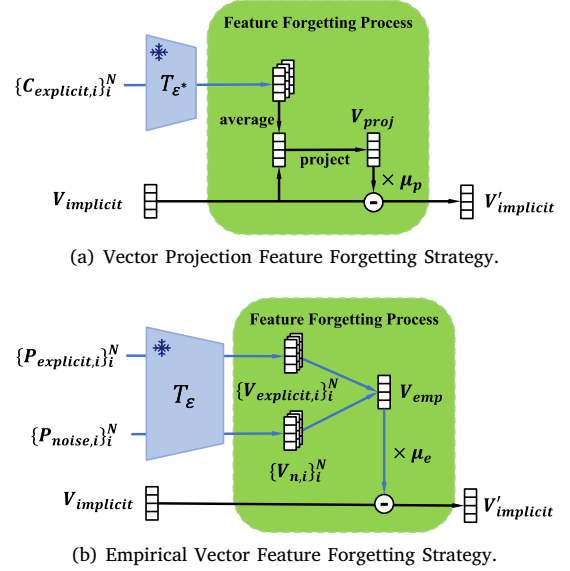 Feature Forgetting Process
{C_explicit,i}_i^N
T_ε*
average
V_proj
project
× μ_p
V_implicit
-
V'_implicit
(a) Vector Projection Feature Forgetting Strategy.
Feature Forgetting Process
{P_explicit,i}_i^N
{V_explicit,i}_i^N
V_emp
T_ε
{P_noise,i}_i^N
{V_n,i}_i^N
× μ_e
V_implicit
-
V'_implicit
(b) Empirical Vector Feature Forgetting Strategy.